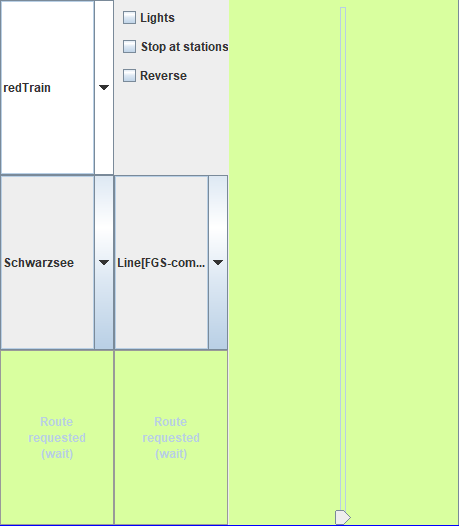 redTrain
Lights
Stop at stations
Reverse
Schwarzsee
Line[FGS-com...
Route
requested
(wait)
Route
requested
(wait)